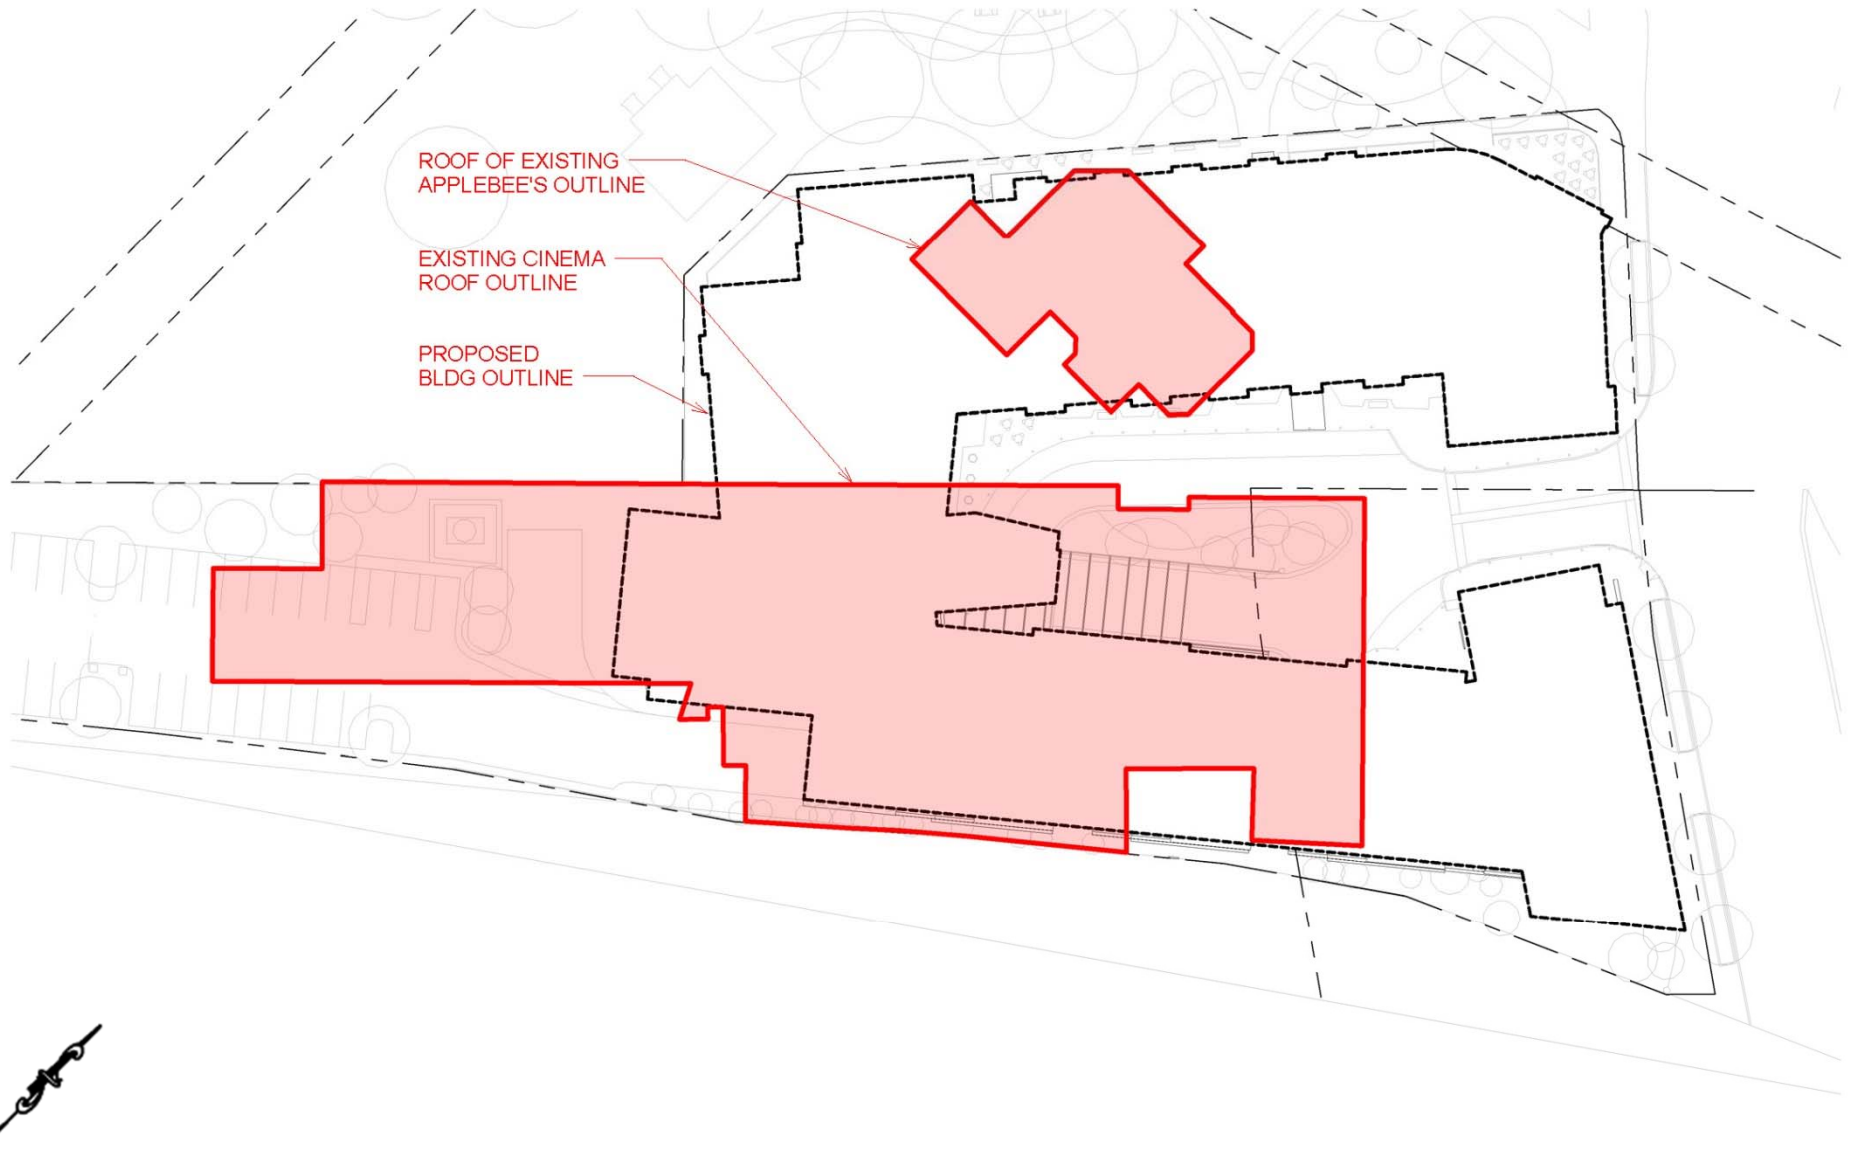 ROOF OF EXISTING
APPLEBEE'S OUTLINE
EXISTING CINEMA
ROOF OUTLINE
PROPOSED
BLDG OUTLINE